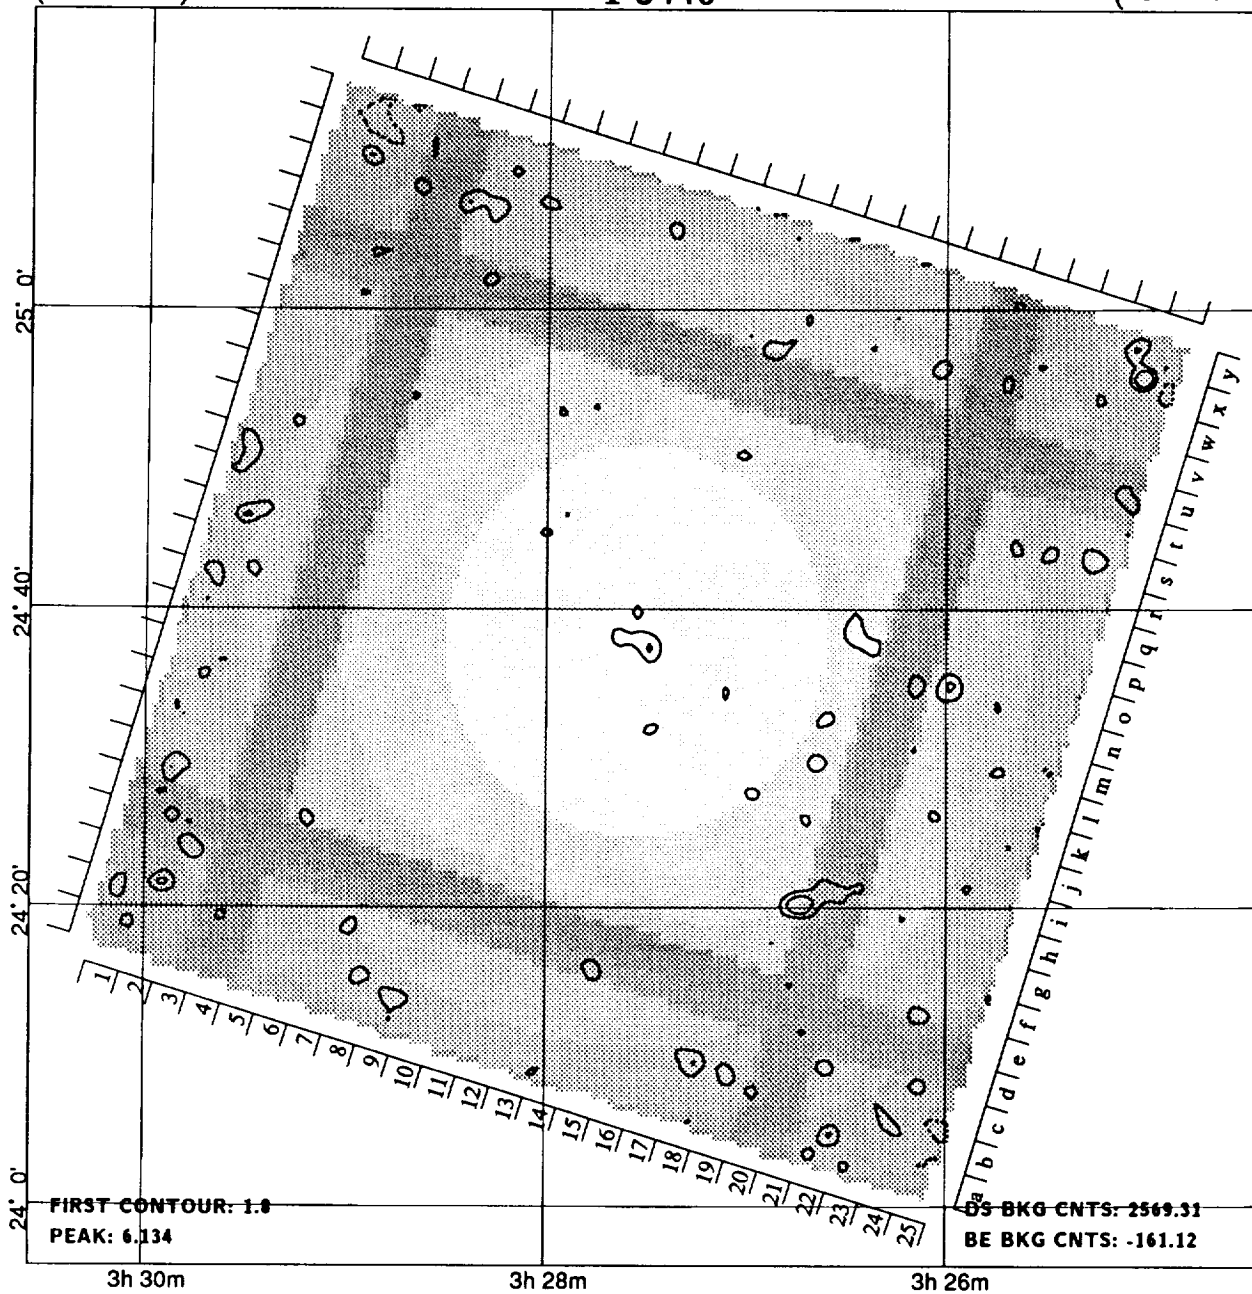 25° 0'
24° 40'
24° 20'
24° 0'
y
x
w
v
u
t
s
r
q
p
o
n
m
l
k
j
i
h
g
f
e
d
c
b
a
1 2 3 4 5 6 7 8 9 10 11 12 13 14 15 16 17 18 19 20 21 22 23 24 25
FIRST CONTOUR: 1.8
PEAK: 6.134
DS BKG CNTS: 2569.31
BE BKG CNTS: -161.12
3h 30m 3h 28m 3h 26m